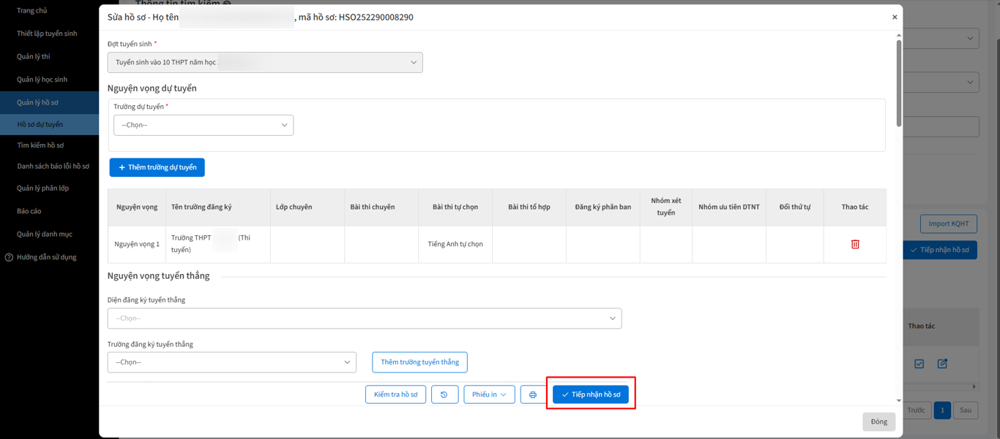 Trang chủ
Thiết lập tuyển sinh
Quản lý thi
Quản lý học sinh
Quản lý hồ sơ
Hồ sơ dự tuyển
Tìm kiếm hồ sơ
Danh sách báo lỗi hồ sơ
Quản lý phân lớp
Báo cáo
Quản lý danh mục
Hướng dẫn sử dụng
Thông tin tìm kiếm
Sửa hồ sơ - Họ tên , mã hồ sơ: HSO252290008290
Đợt tuyển sinh *
Tuyển sinh vào 10 THPT năm học
Nguyện vọng dự tuyển
Trường dự tuyển *
--Chọn--
+ Thêm trường dự tuyển
Nguyện vọng Tên trường đăng ký Lớp chuyên Bài thi chuyên Bài thi tự chọn Bài thi tổ hợp Đăng ký phân ban Nhóm xét tuyển Nhóm ưu tiên DTNT Đổi thứ tự Thao tác
Nguyện vọng 1 Trường THPT (Thi tuyển) Tiếng Anh tự chọn
Nguyện vọng tuyển thẳng
Diện đăng ký tuyển thẳng
--Chọn--
Trường đăng ký tuyển thẳng
--Chọn-- Thêm trường tuyển thẳng
Kiểm tra hồ sơ Phiếu in Tiếp nhận hồ sơ
Đóng
Import KQHT
Tiếp nhận hồ sơ
Thao tác
Trước 1 Sau